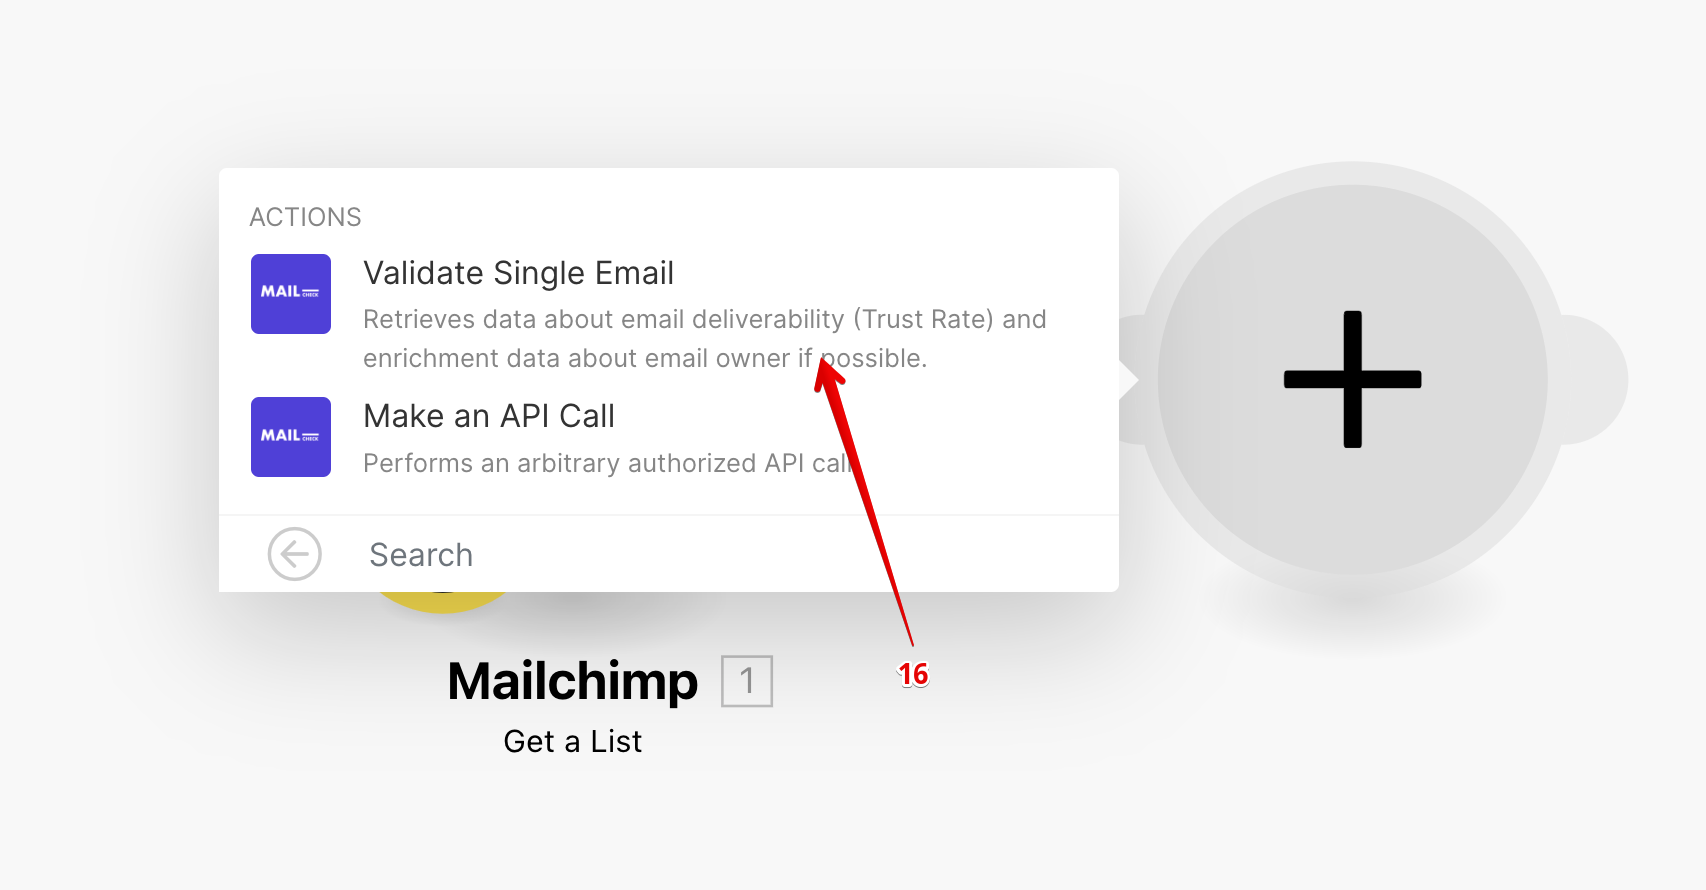 ACTIONS
MAIL CHECK
Validate Single Email
Retrieves data about email deliverability (Trust Rate) and
enrichment data about email owner if possible.
MAIL CHECK
Make an API Call
Performs an arbitrary authorized API call
Search
Mailchimp 1
16
Get a List